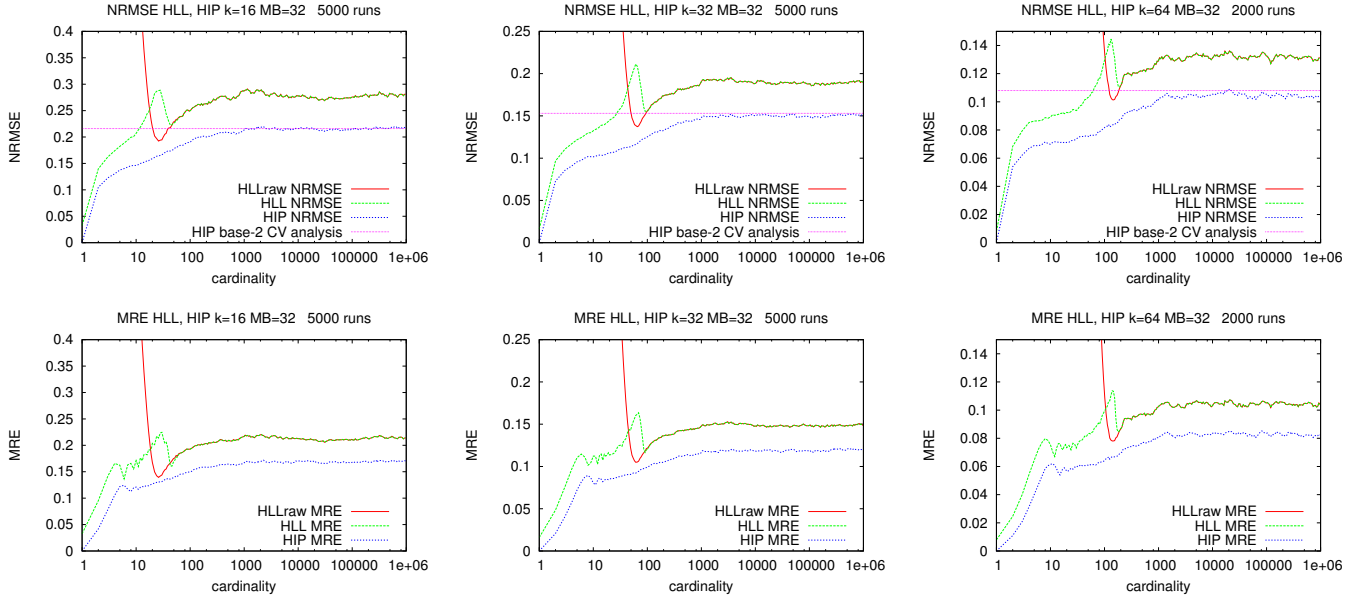 NRMSE HLL, HIP k=16 MB=32 5000 runs
NRMSE
0.4
0.35
0.3
0.25
0.2
0.15
0.1
0.05
0
HLLraw NRMSE
HLL NRMSE
HIP NRMSE
HIP base-2 CV analysis
1 10 100 1000 10000 100000 1e+06
cardinality
NRMSE HLL, HIP k=32 MB=32 5000 runs
NRMSE
0.25
0.2
0.15
0.1
0.05
0
HLLraw NRMSE
HLL NRMSE
HIP NRMSE
HIP base-2 CV analysis
1 10 100 1000 10000 100000 1e+06
cardinality
NRMSE HLL, HIP k=64 MB=32 2000 runs
NRMSE
0.14
0.12
0.1
0.08
0.06
0.04
0.02
0
HLLraw NRMSE
HLL NRMSE
HIP NRMSE
HIP base-2 CV analysis
1 10 100 1000 10000 100000 1e+06
cardinality
MRE HLL, HIP k=16 MB=32 5000 runs
MRE
0.4
0.35
0.3
0.25
0.2
0.15
0.1
0.05
0
HLLraw MRE
HLL MRE
HIP MRE
1 10 100 1000 10000 100000 1e+06
cardinality
MRE HLL, HIP k=32 MB=32 5000 runs
MRE
0.25
0.2
0.15
0.1
0.05
0
HLLraw MRE
HLL MRE
HIP MRE
1 10 100 1000 10000 100000 1e+06
cardinality
MRE HLL, HIP k=64 MB=32 2000 runs
MRE
0.14
0.12
0.1
0.08
0.06
0.04
0.02
0
HLLraw MRE
HLL MRE
HIP MRE
1 10 100 1000 10000 100000 1e+06
cardinality